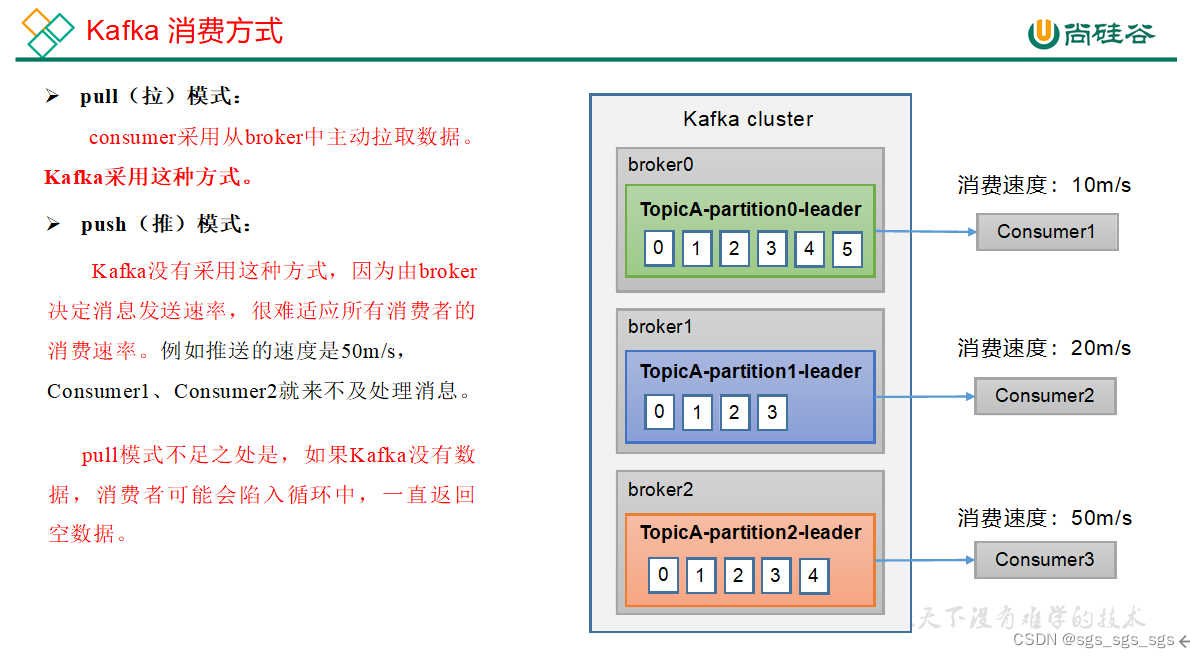 Kafka 消费方式
尚硅谷
➢ pull（拉）模式：
consumer采用从broker中主动拉取数据。
Kafka采用这种方式。
➢ push（推）模式：
Kafka没有采用这种方式，因为由broker
决定消息发送速率，很难适应所有消费者的
消费速率。例如推送的速度是50m/s，
Consumer1、Consumer2就来不及处理消息。
pull模式不足之处是，如果Kafka没有数
据，消费者可能会陷入循环中，一直返回
空数据。
Kafka cluster
broker0
TopicA-partition0-leader
0 1 2 3 4 5
消费速度：10m/s
Consumer1
broker1
TopicA-partition1-leader
0 1 2 3
消费速度：20m/s
Consumer2
broker2
TopicA-partition2-leader
0 1 2 3 4
消费速度：50m/s
Consumer3
天下没有难学的技术
CSDN @sgs_sgs_sgs